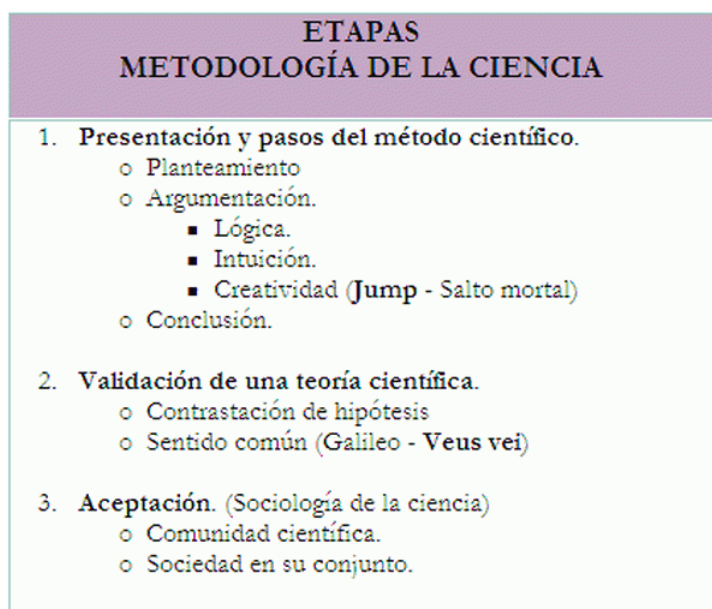 ETAPAS
METODOLOGÍA DE LA CIENCIA
1. Presentación y pasos del método científico.
o Planteamiento
o Argumentación.
▪ Lógica.
▪ Intuición.
▪ Creatividad (Jump - Salto mortal)
o Conclusión.
2. Validación de una teoría científica.
o Contrastación de hipótesis
o Sentido común (Galileo - Veus vei)
3. Aceptación. (Sociología de la ciencia)
o Comunidad científica.
o Sociedad en su conjunto.